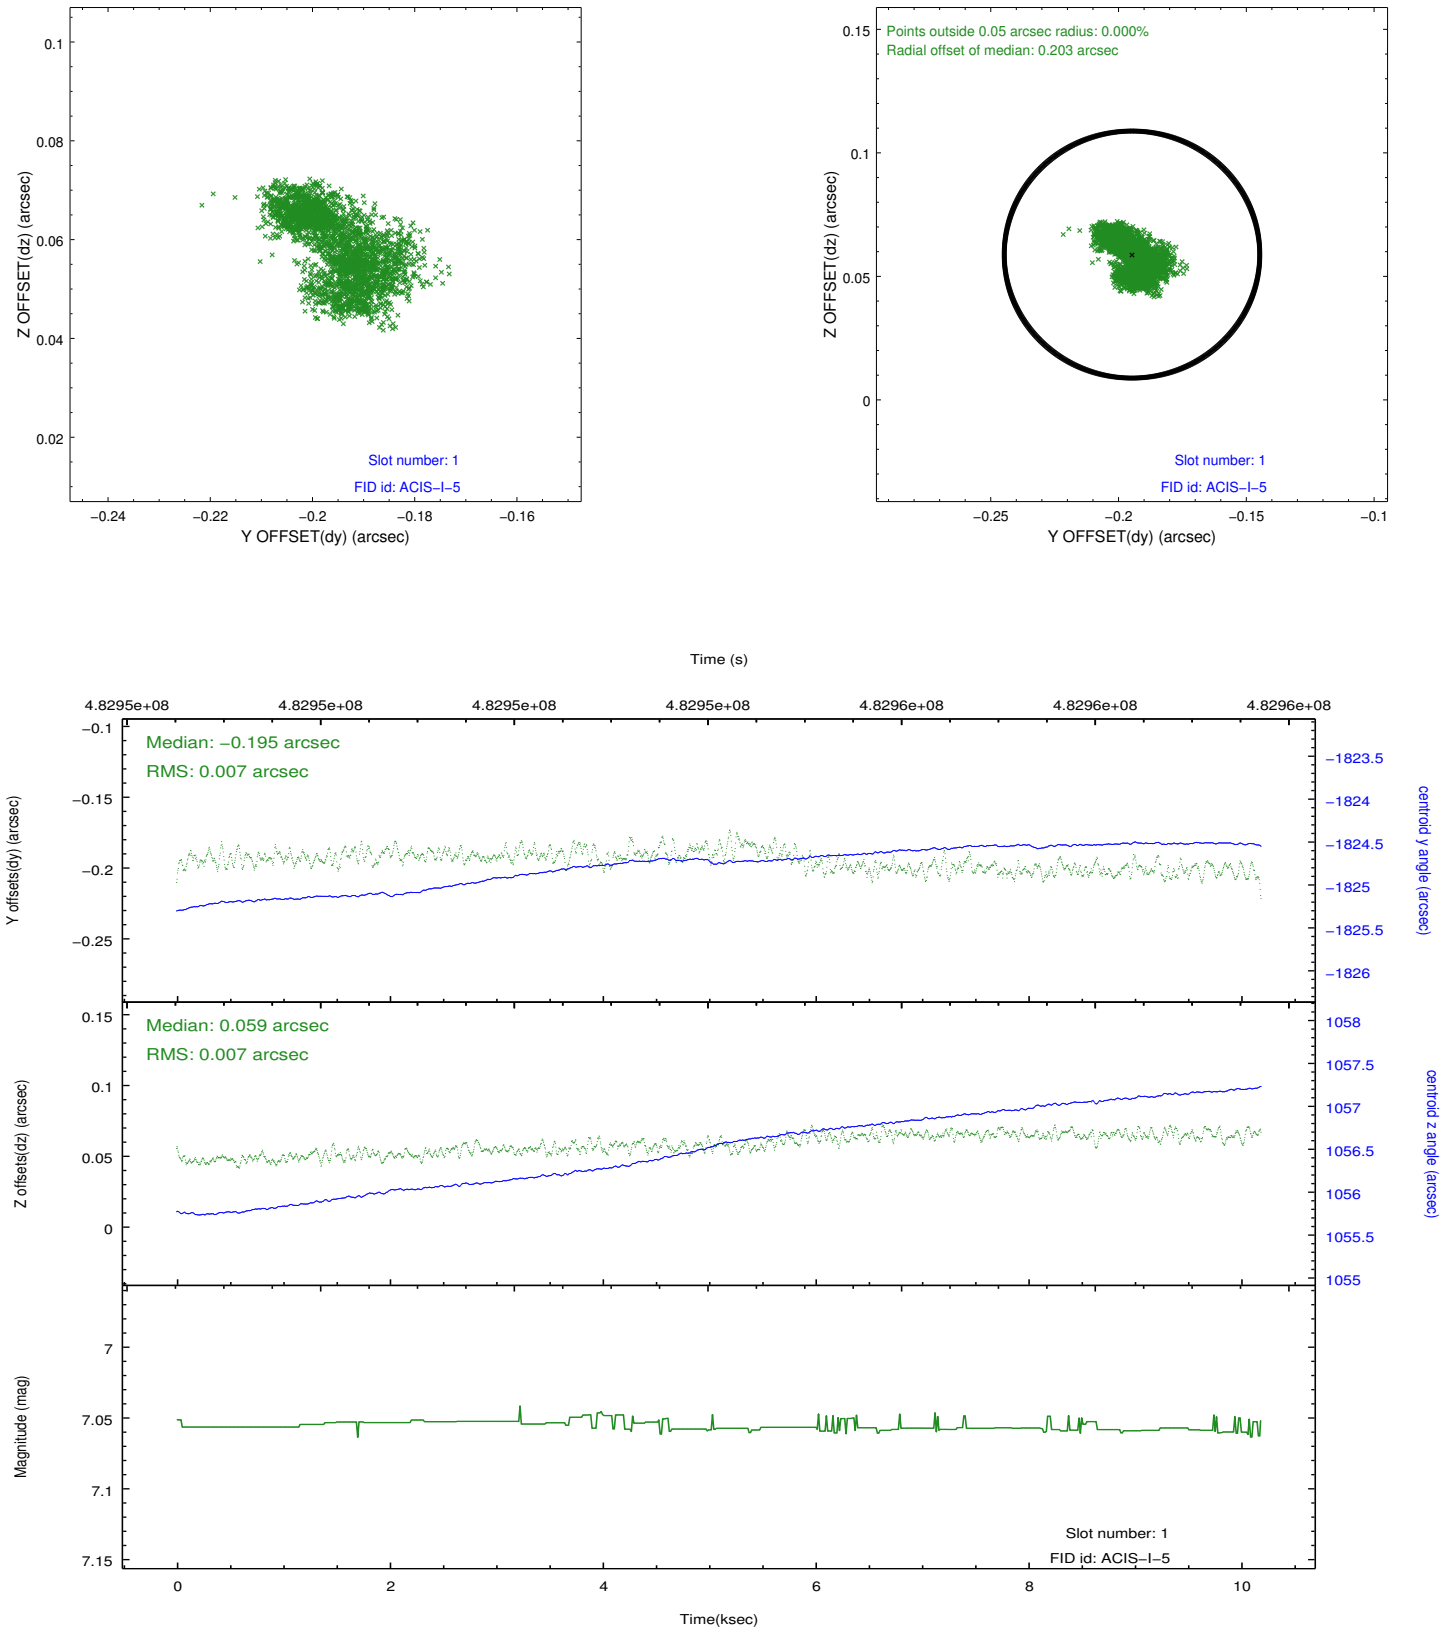 0.1
0.08
0.06
0.04
0.02
Z OFFSET(dz) (arcsec)
Slot number: 1
FID id: ACIS−I−5
−0.24 −0.22 −0.2 −0.18 −0.16
Y OFFSET(dy) (arcsec)
Points outside 0.05 arcsec radius: 0.000%
Radial offset of median: 0.203 arcsec
0.15
0.1
0.05
0
Z OFFSET(dz) (arcsec)
Slot number: 1
FID id: ACIS−I−5
−0.25 −0.2 −0.15 −0.1
Y OFFSET(dy) (arcsec)
Time (s)
4.8295e+08 4.8295e+08 4.8295e+08 4.8295e+08 4.8296e+08 4.8296e+08 4.8296e+08
Median: −0.195 arcsec
RMS: 0.007 arcsec
−0.1
−0.15
−0.2
−0.25
Y offsets(dy) (arcsec)
−1823.5
−1824
−1824.5
−1825
−1825.5
−1826
centroid y angle (arcsec)
Median: 0.059 arcsec
RMS: 0.007 arcsec
0.15
0.1
0.05
0
Z offsets(dz) (arcsec)
1058
1057.5
1057
1056.5
1056
1055.5
1055
centroid z angle (arcsec)
7
7.05
7.1
7.15
Magnitude (mag)
Slot number: 1
FID id: ACIS−I−5
0 2 4 6 8 10
Time(ksec)